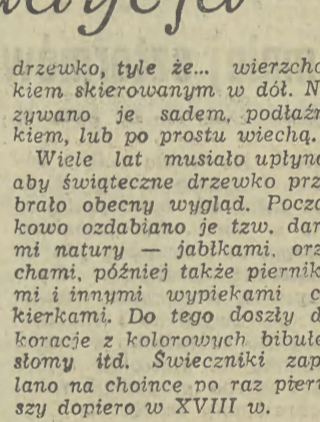 drzewko, tyle że... wierzcho
kiem skierowanym w dół. N
zywano je sadem, podłaźn
kiem, lub po prostu wiechą.
Wiele lat musiało upłyną
aby świąteczne drzewko prz
brało obecny wygląd. Począ
kowo ozdabiano je tzw. dar
mi natury — jabłkami, orz
chami, później także piernik
mi i innymi wypiekami c
kierkami. Do tego doszły d
koracje z kolorowych bibułe
słomy itd. Świeczniki zap
lano na choince po raz pierw
szy dopiero w XVIII w.